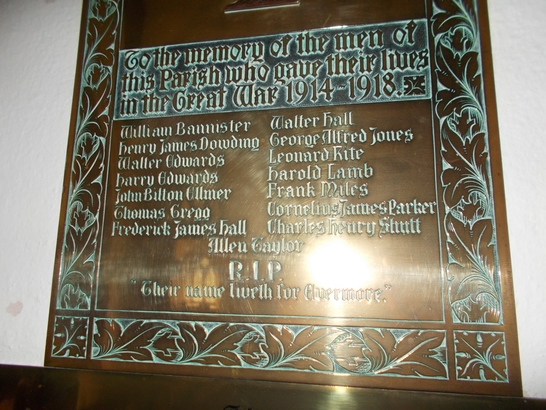 To the memory of the men of
this Parish who gave their lives
in the Great War 1914-1918.
William Bannister
Henry James Dowding
Walter Edwards
Harry Edwards
John Bilton Ellmer
Thomas Gregg
Frederick James Hall
Walter Hall
George Alfred Jones
Leonard Kite
Harold Lamb
Frank Miles
Cornelius James Parker
Charles Henry Shutt
Allen Taylor
R.I.P
"Their name liveth for Evermore."